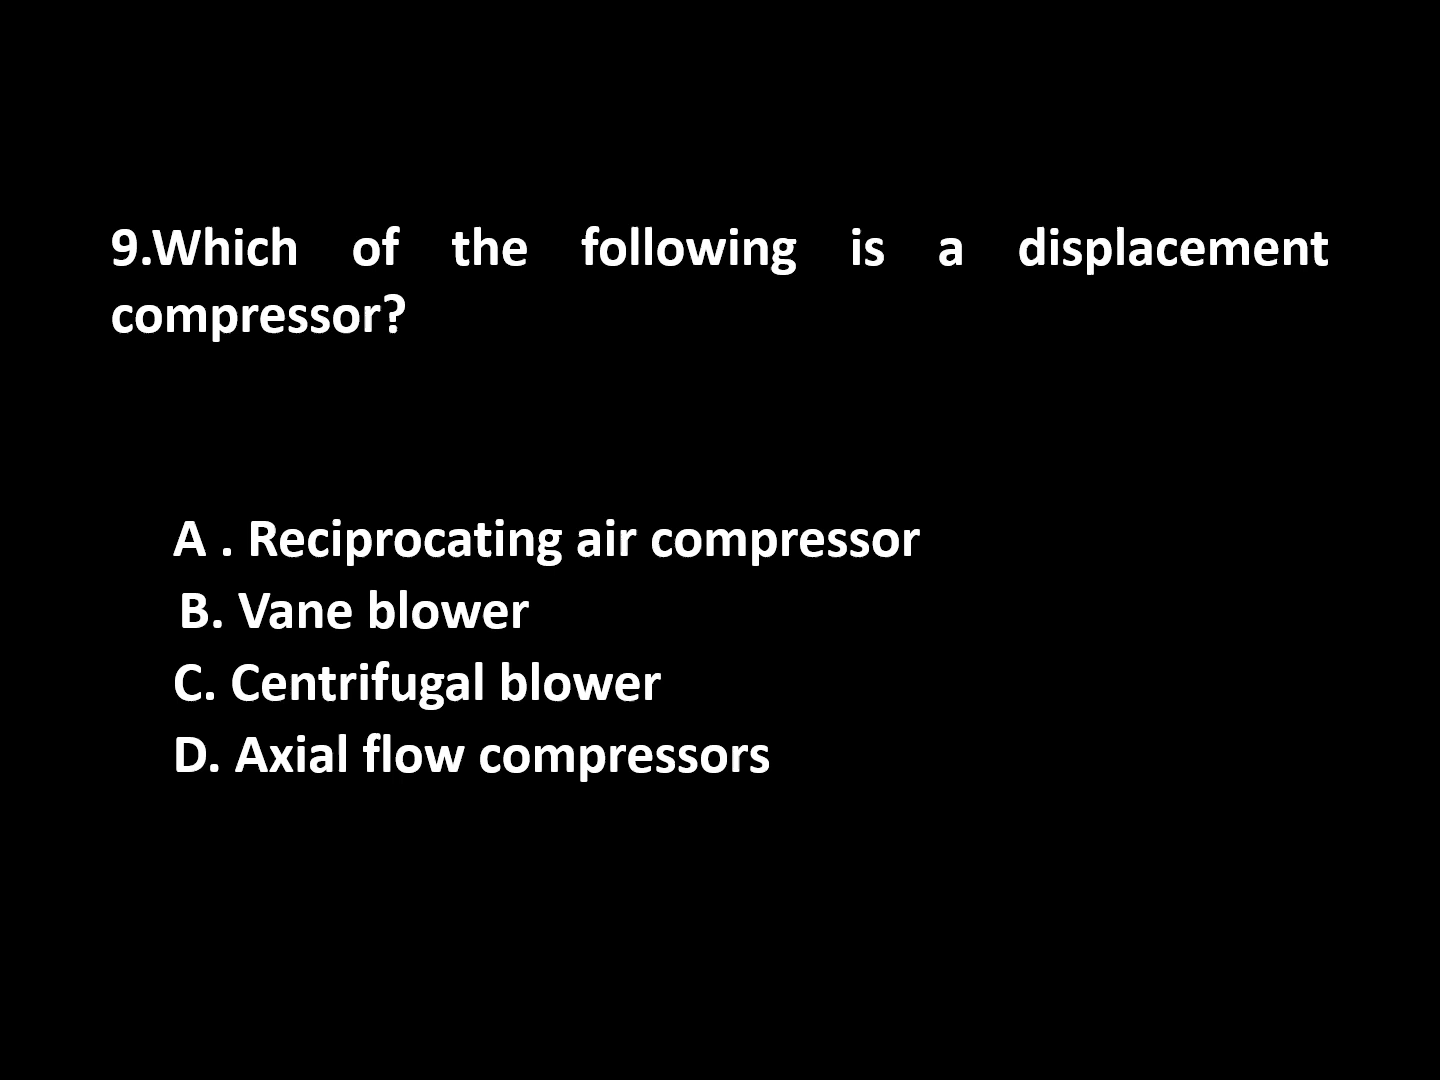 9.Which of the following is a displacement
compressor?
A . Reciprocating air compressor
B. Vane blower
C. Centrifugal blower
D. Axial flow compressors